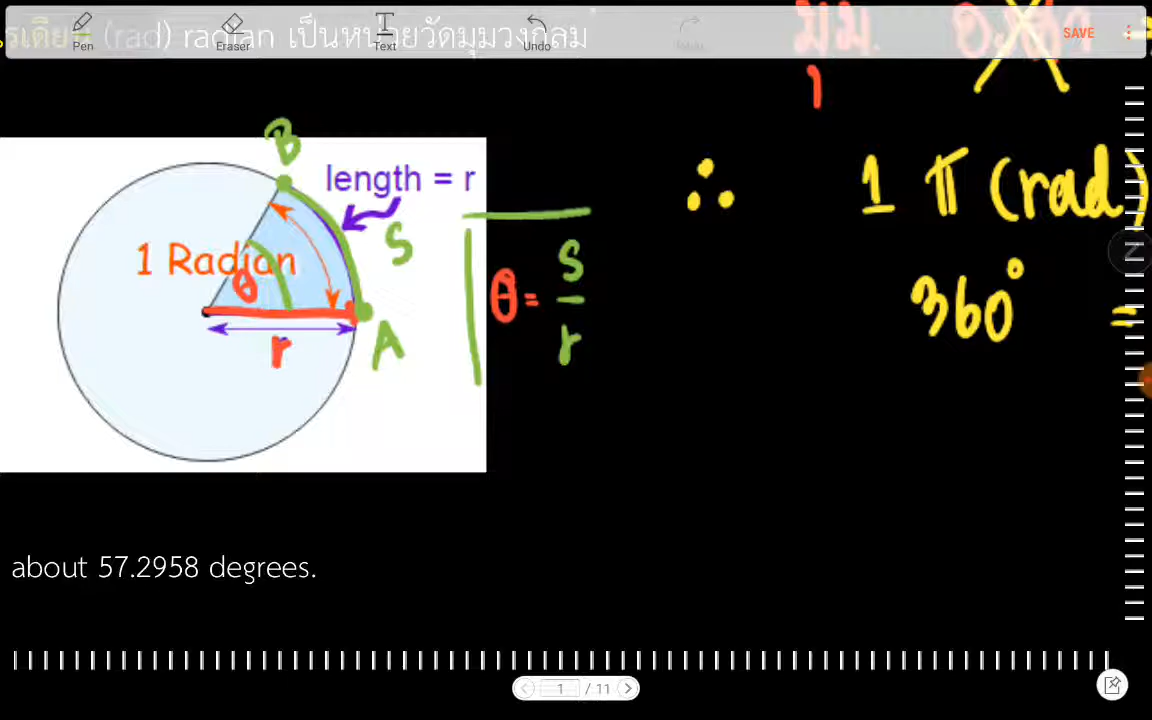 Pen
Eraser
Text
Undo
SAVE
(rad) radian เป็นหน่วยวัดมุมวงกลม
B
length = r
∴ 1 π (rad)
1 Radian
S
θ
θ = S/r
360° =
A
r
about 57.2958 degrees.
1 / 11